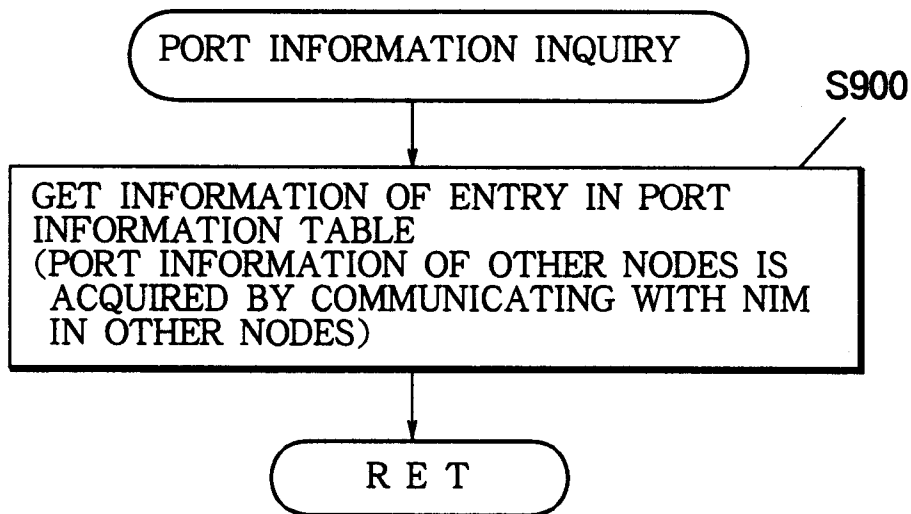 PORT INFORMATION INQUIRY
S900
GET INFORMATION OF ENTRY IN PORT
INFORMATION TABLE
(PORT INFORMATION OF OTHER NODES IS
ACQUIRED BY COMMUNICATING WITH NIM
IN OTHER NODES)
R E T